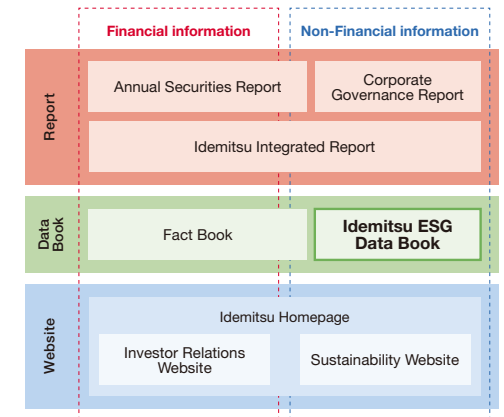 Financial information
Non-Financial information
Report
Annual Securities Report
Corporate
Governance Report
Idemitsu Integrated Report
Data
Book
Fact Book
Idemitsu ESG
Data Book
Website
Idemitsu Homepage
Investor Relations
Website
Sustainability Website